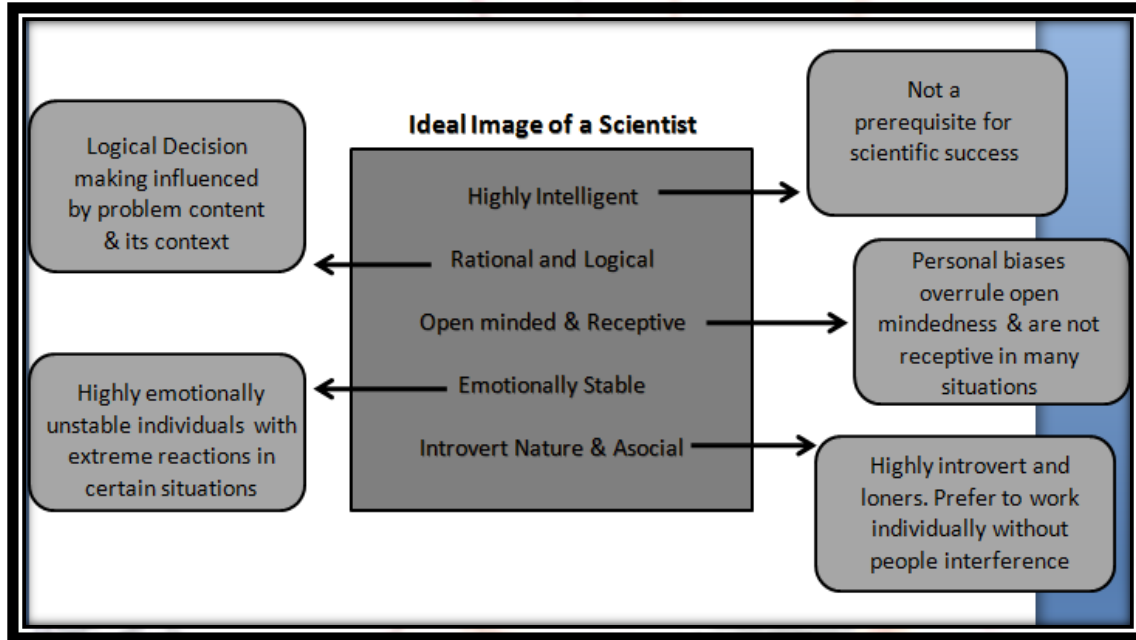 Ideal Image of a Scientist
Highly Intelligent
Rational and Logical
Open minded & Receptive
Emotionally Stable
Introvert Nature & Asocial
Logical Decision
making influenced
by problem content
& its context
Highly emotionally
unstable individuals with
extreme reactions in
certain situations
Not a
prerequisite for
scientific success
Personal biases
overrule open
mindedness & are not
receptive in many
situations
Highly introvert and
loners. Prefer to work
individually without
people interference